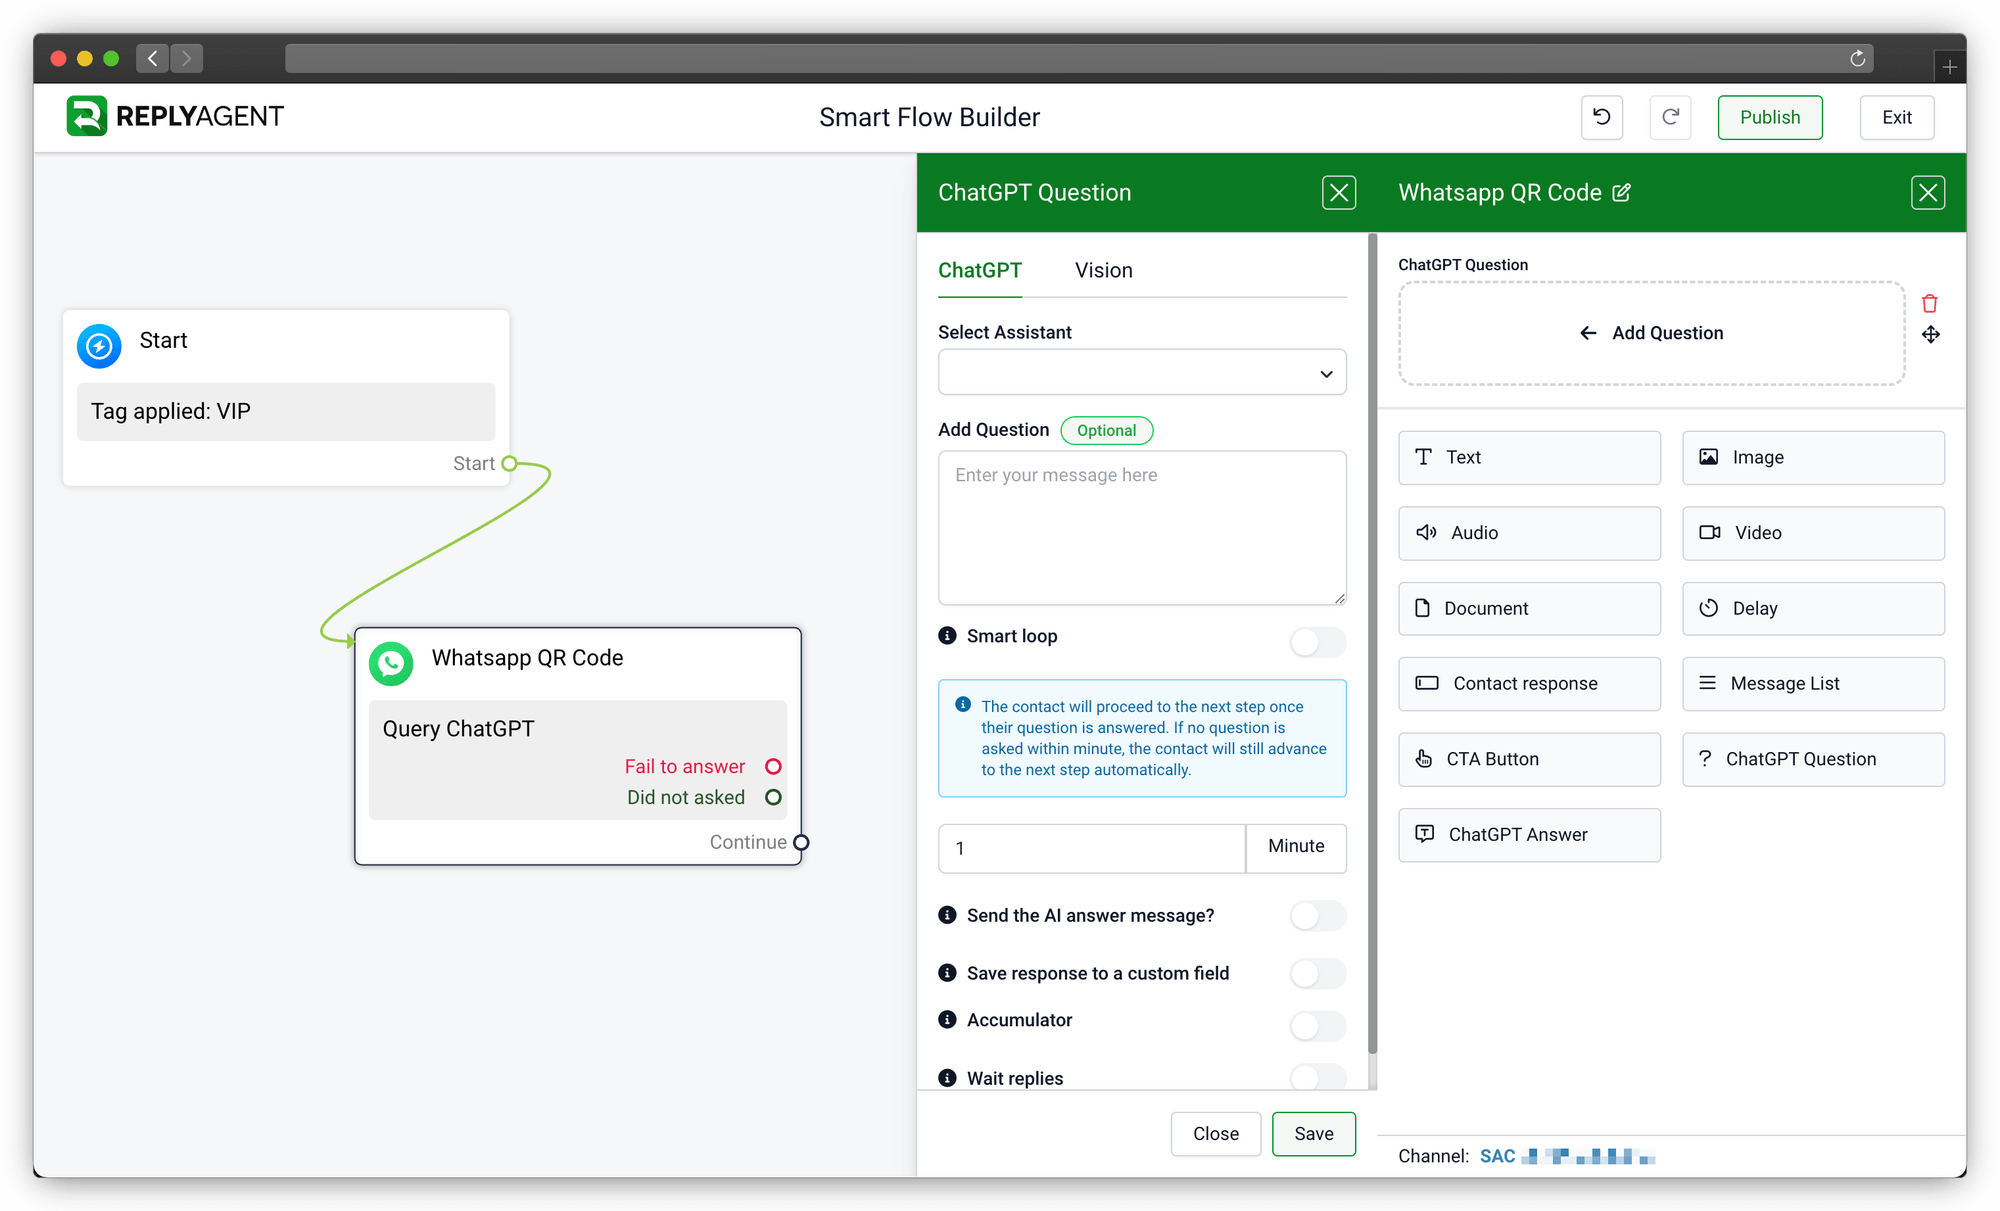 REPLYAGENT
Smart Flow Builder
Publish
Exit
Start
Tag applied: VIP
Start
Whatsapp QR Code
Query ChatGPT
Fail to answer
Did not asked
Continue
ChatGPT Question
ChatGPT
Vision
Select Assistant
Add Question
Optional
Enter your message here
Smart loop
The contact will proceed to the next step once
their question is answered. If no question is
asked within minute, the contact will still advance
to the next step automatically.
1
Minute
Send the AI answer message?
Save response to a custom field
Accumulator
Wait replies
Close
Save
Whatsapp QR Code
ChatGPT Question
Add Question
Text
Image
Audio
Video
Document
Delay
Contact response
Message List
CTA Button
ChatGPT Question
ChatGPT Answer
Channel: SAC